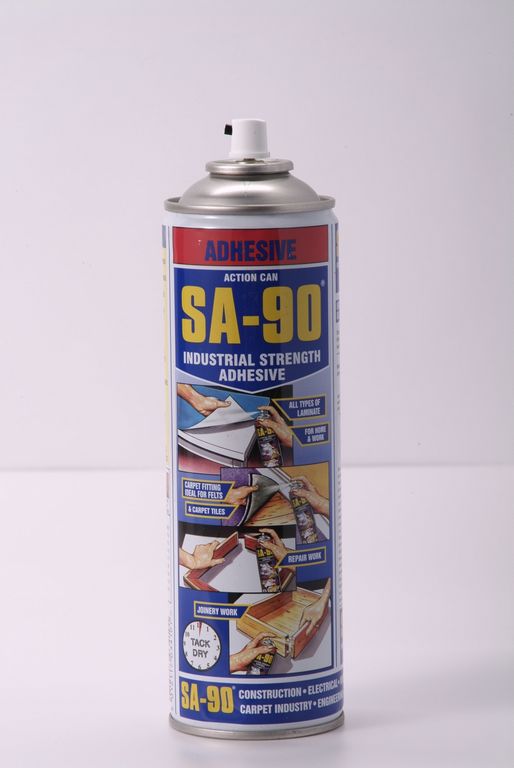 ADHESIVE
ACTION CAN
SA-90®
INDUSTRIAL STRENGTH
ADHESIVE
ALL TYPES OF
LAMINATE
FOR HOME
& WORK
CARPET FITTING
IDEAL FOR FELTS
& CARPET TILES
REPAIR WORK
JOINERY WORK
TACK
DRY
SA-90® CONSTRUCTION • ELECTRICAL •
CARPET INDUSTRY •